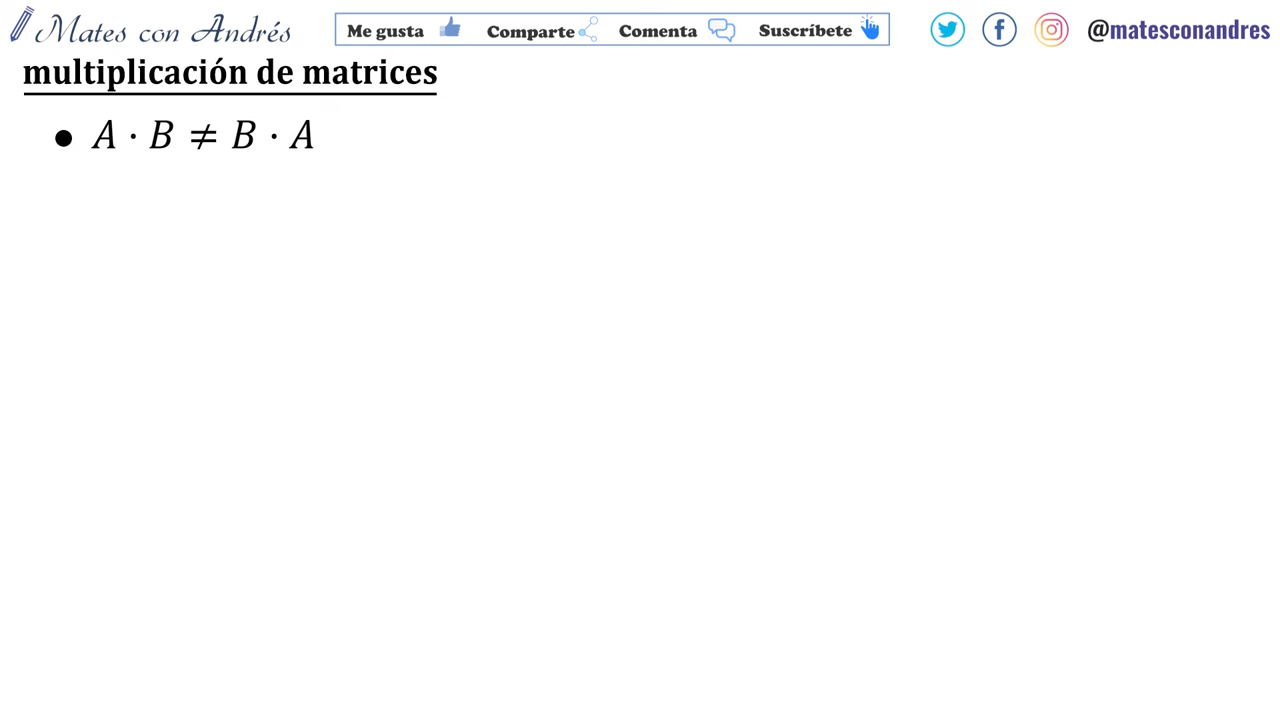 Mates con Andrés
Me gusta Comparte Comenta Suscríbete
@matesconandres
multiplicación de matrices
● A · B ≠ B · A